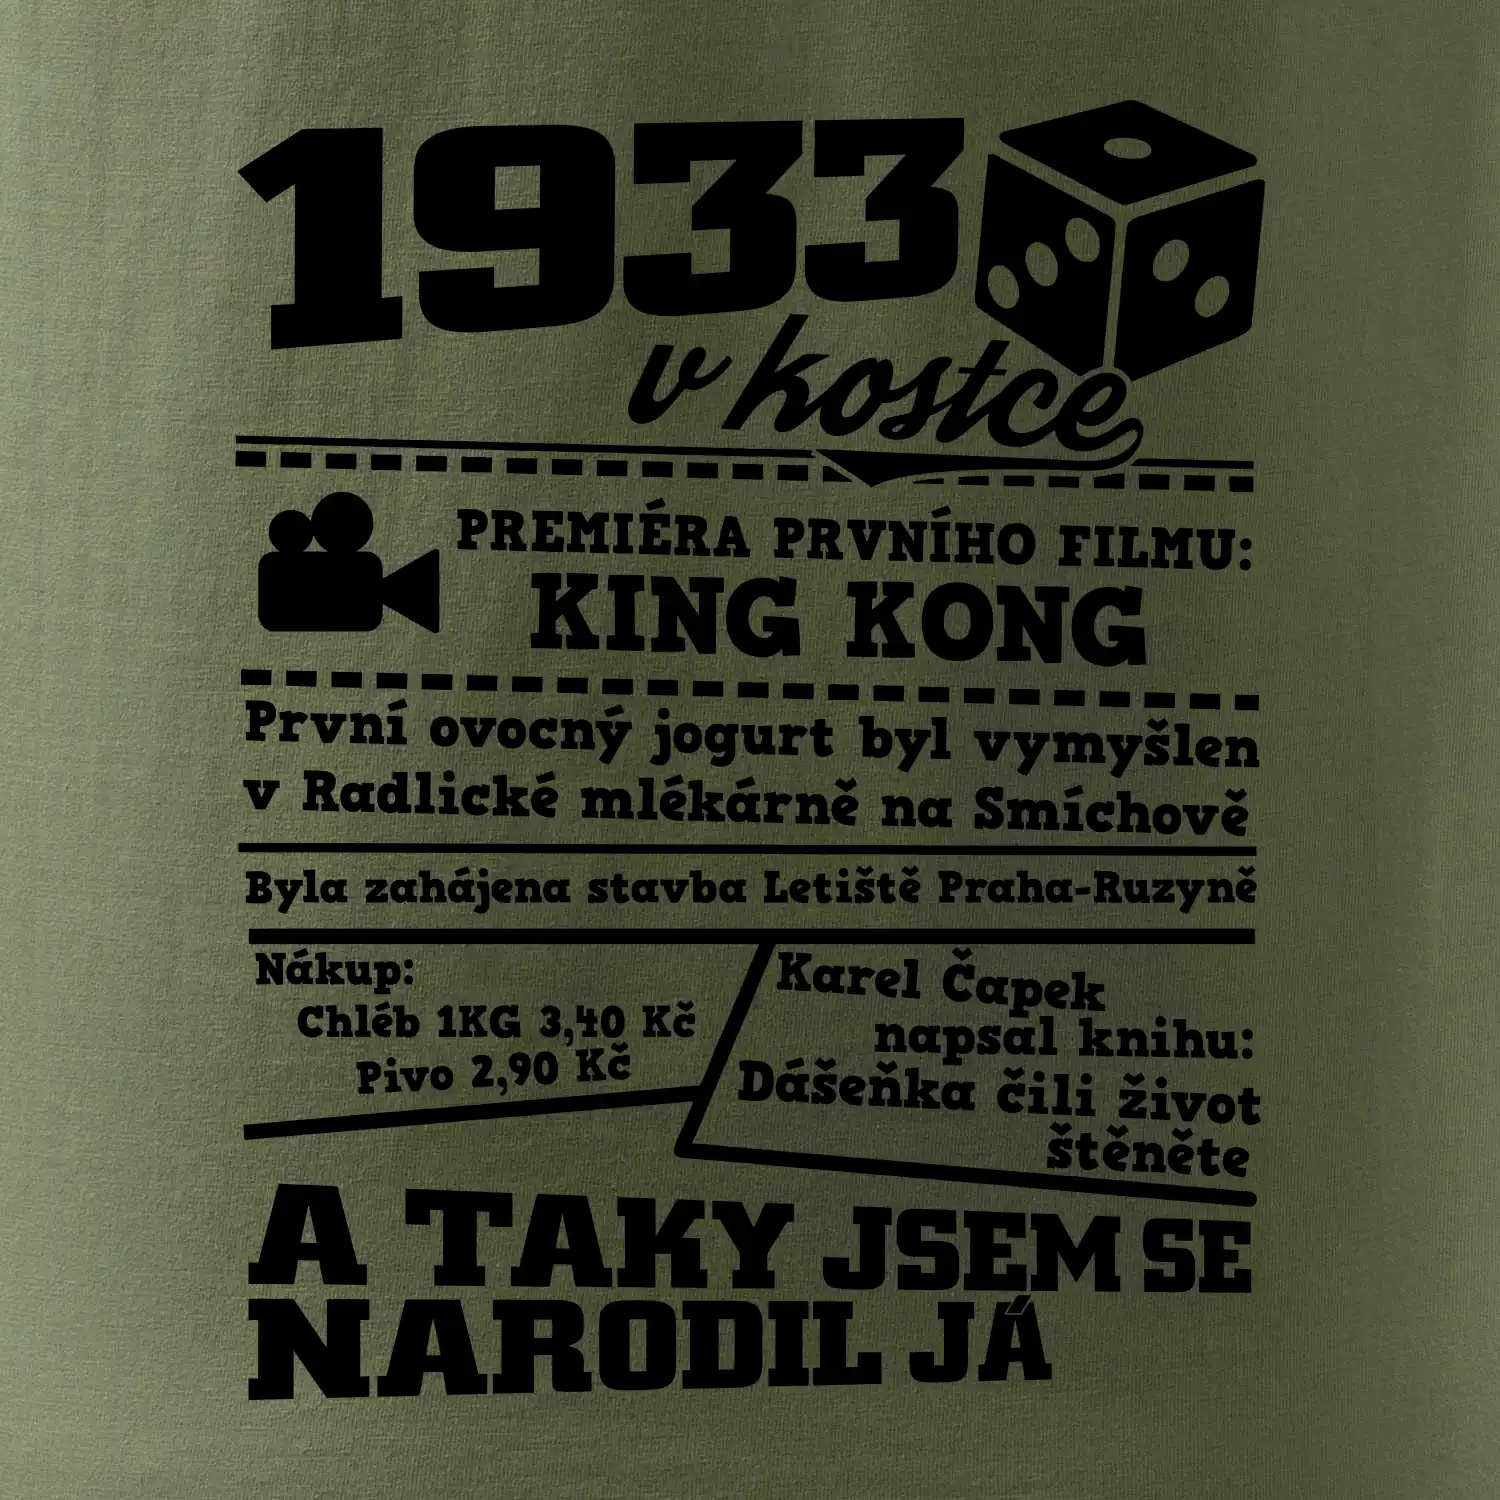 1933
v kostce
PREMIÉRA PRVNÍHO FILMU:
KING KONG
První ovocný jogurt byl vymyšlen
v Radlické mlékárně na Smíchově
Byla zahájena stavba Letiště Praha-Ruzyně
Nákup:
Chléb 1KG 3,40 Kč
Pivo 2,90 Kč
Karel Čapek
napsal knihu:
Dášeňka čili život
štěněte
A TAKY JSEM SE
NARODIL JÁ